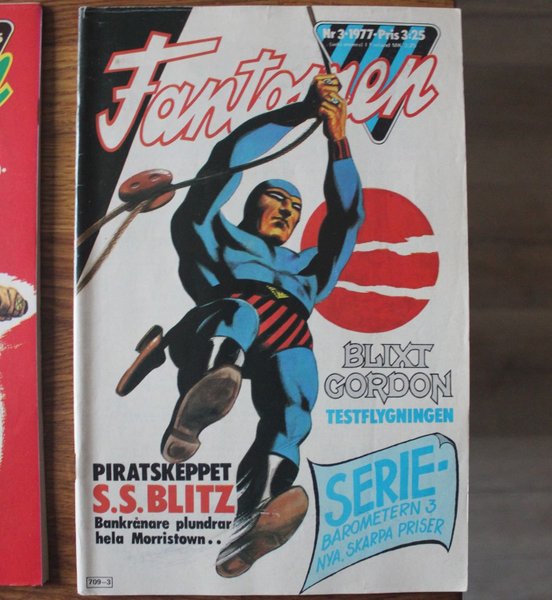 Nr 3•1977•Pris 3:25
Fantomen
BLIXT
GORDON
TESTFLYGNINGEN
PIRATSKEPPET
S.S. BLITZ
Bankrånare plundrar
hela Morristown..
SERIE-
BAROMETERN 3
NYA, SKARPA PRISER
709-3